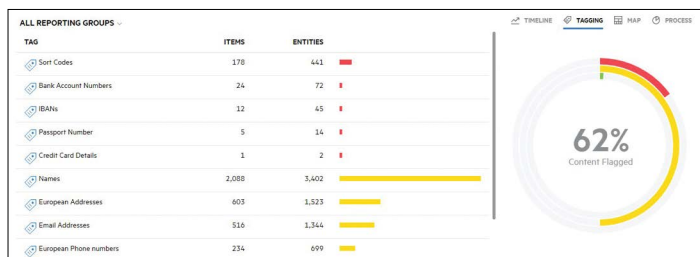 ALL REPORTING GROUPS
TIMELINE TAGGING MAP PROCESS
TAG ITEMS ENTITIES
Sort Codes 178 441
Bank Account Numbers 24 72
IBANs 12 45
Passport Number 5 14
Credit Card Details 1 2
Names 2,088 3,402
European Addresses 603 1,523
Email Addresses 516 1,344
European Phone numbers 234 699
62%
Content Flagged